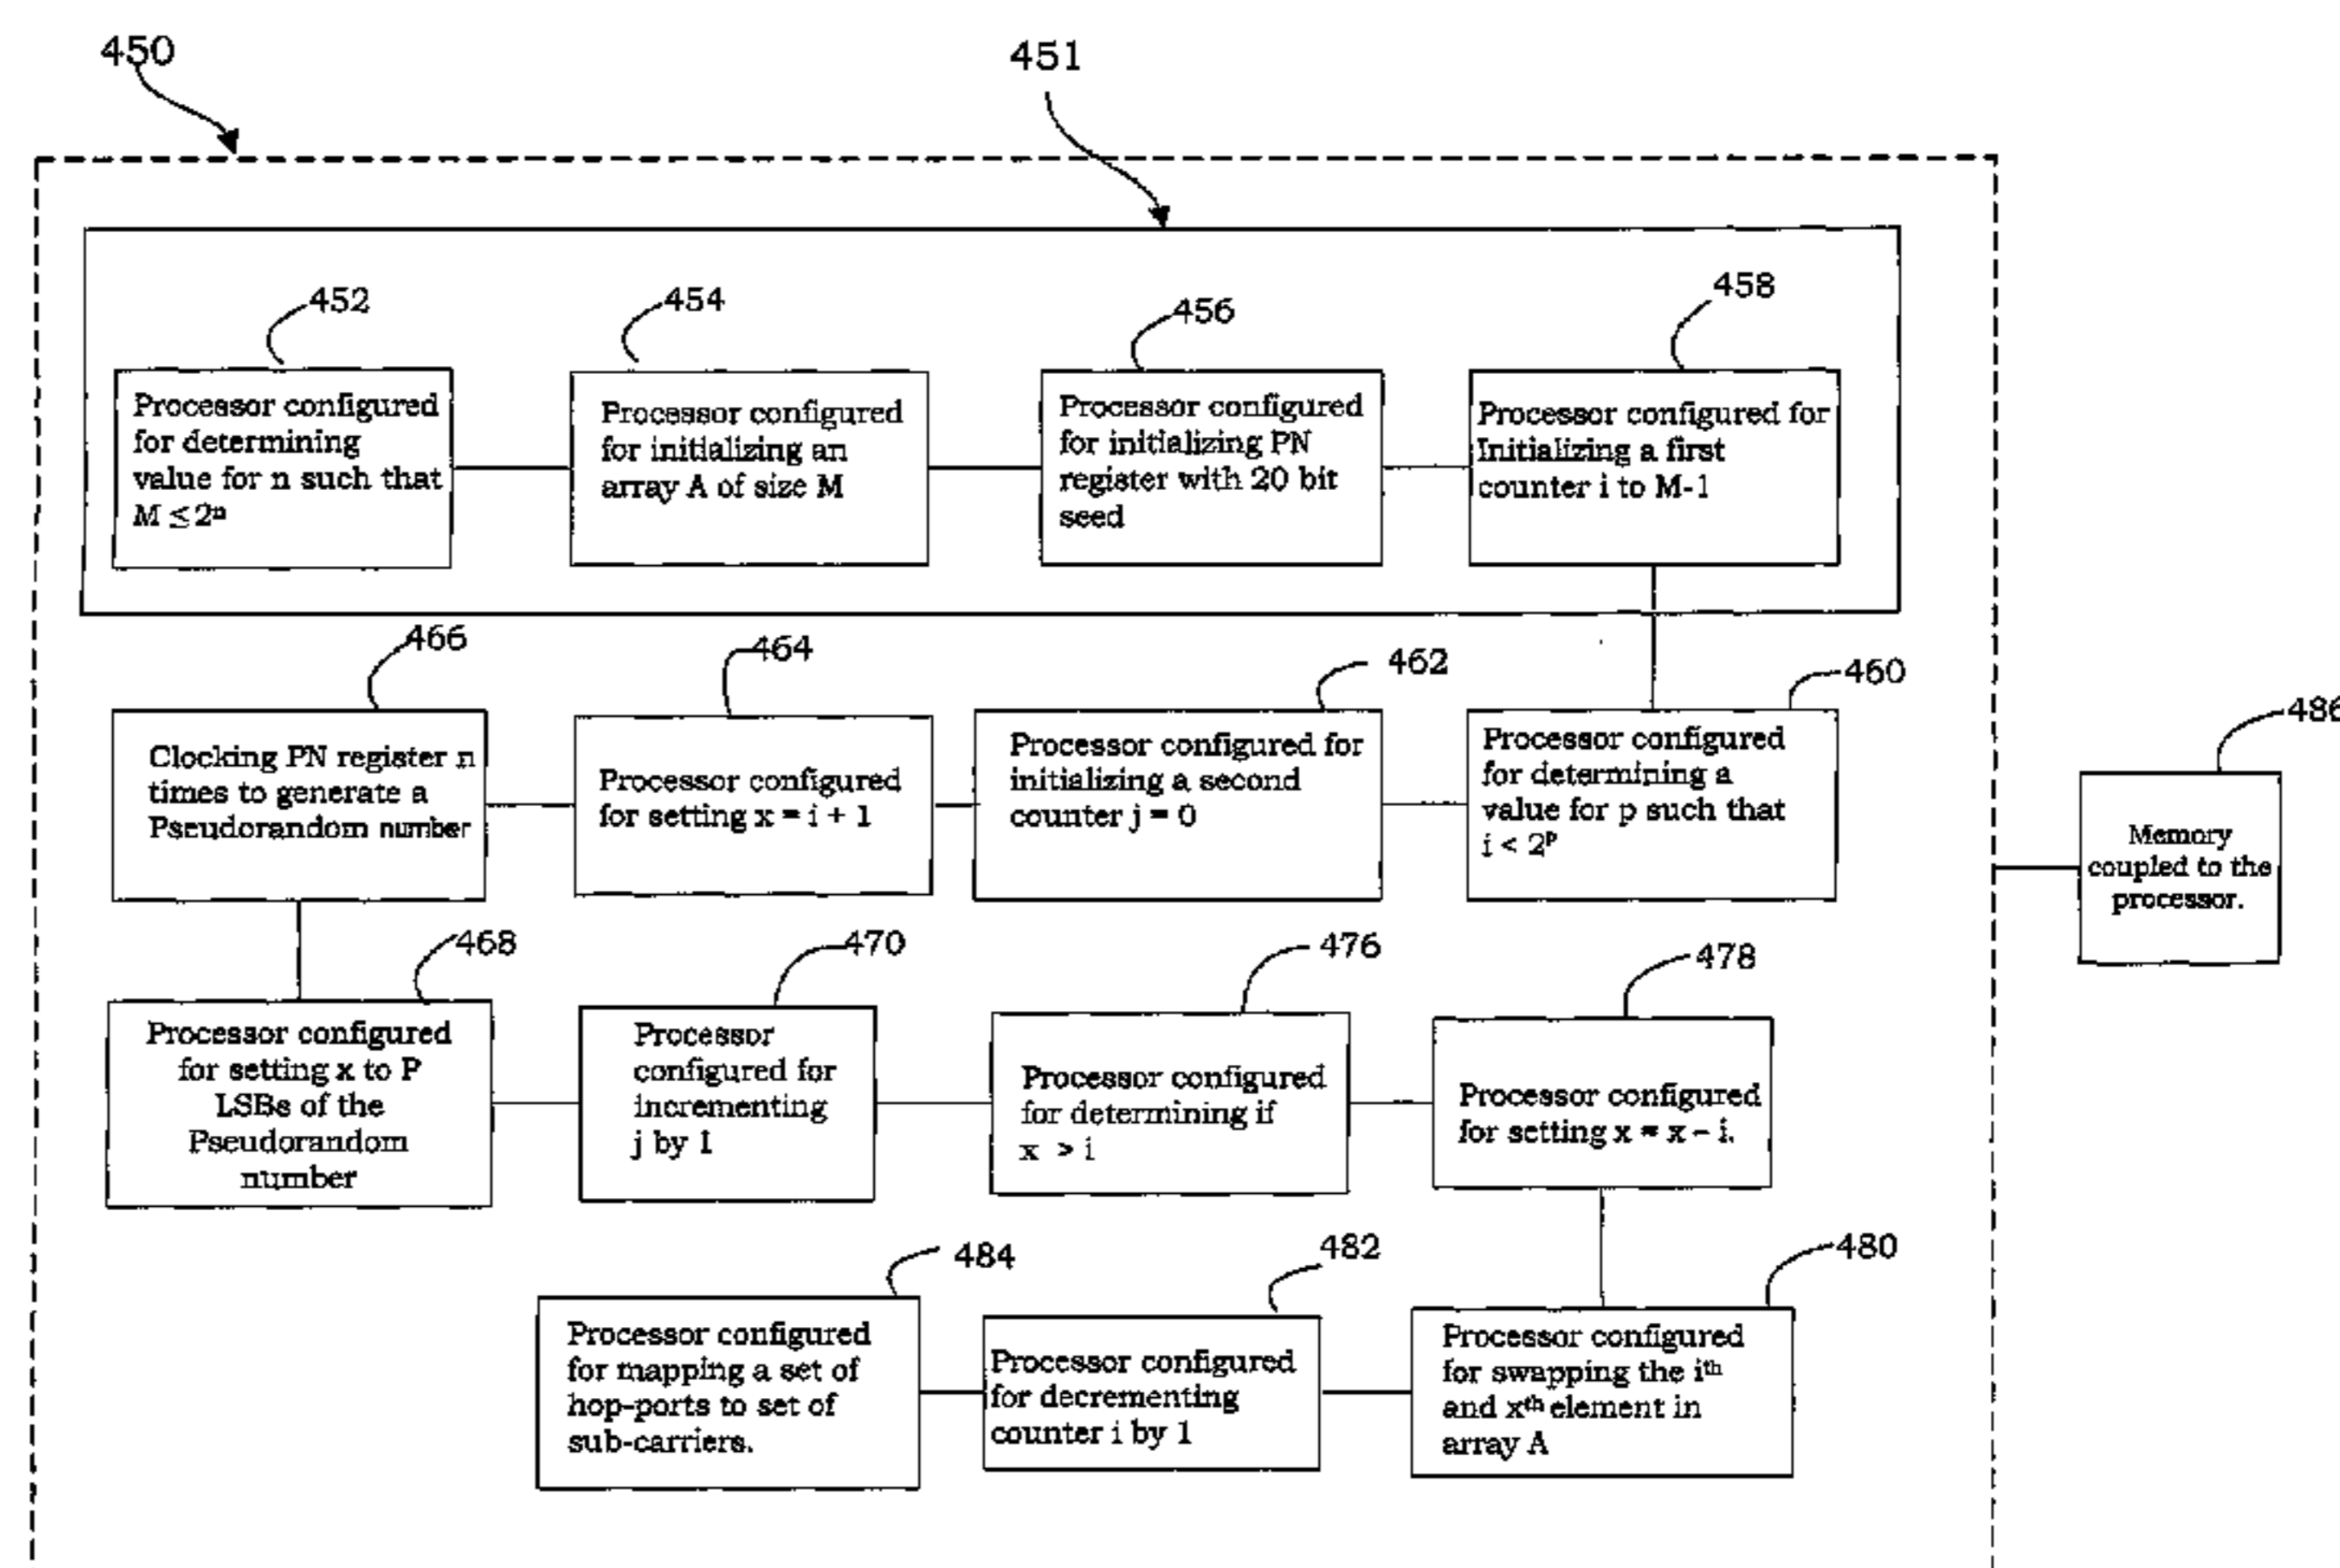 450
451
452
454
456
458
Processor configured
for determining
value for n such that
M ≤ 2ⁿ
Processor configured
for initializing an
array A of size M
Processor configured
for initializing PN
register with 20 bit
seed
Processor configured for
Initializing a first
counter i to M-1
466
464
462
460
486
Clocking PN register n
times to generate a
Pseudorandom number
Processor configured
for setting x = i + 1
Processor configured for
initializing a second
counter j = 0
Processor configured
for determining a
value for p such that
i < 2ᵖ
Memory
coupled to the
processor.
468
470
476
478
Processor configured
for setting x to P
LSBs of the
Pseudorandom
number
Processor
configured for
incrementing
j by 1
Processor configured
for determining if
x > i
Processor configured
for setting x = x – i.
484
482
480
Processor configured
for mapping a set of
hop-ports to set of
sub-carriers.
Processor configured
for decrementing
counter i by 1
Processor configured
for swapping the iᵗʰ
and xᵗʰ element in
array A